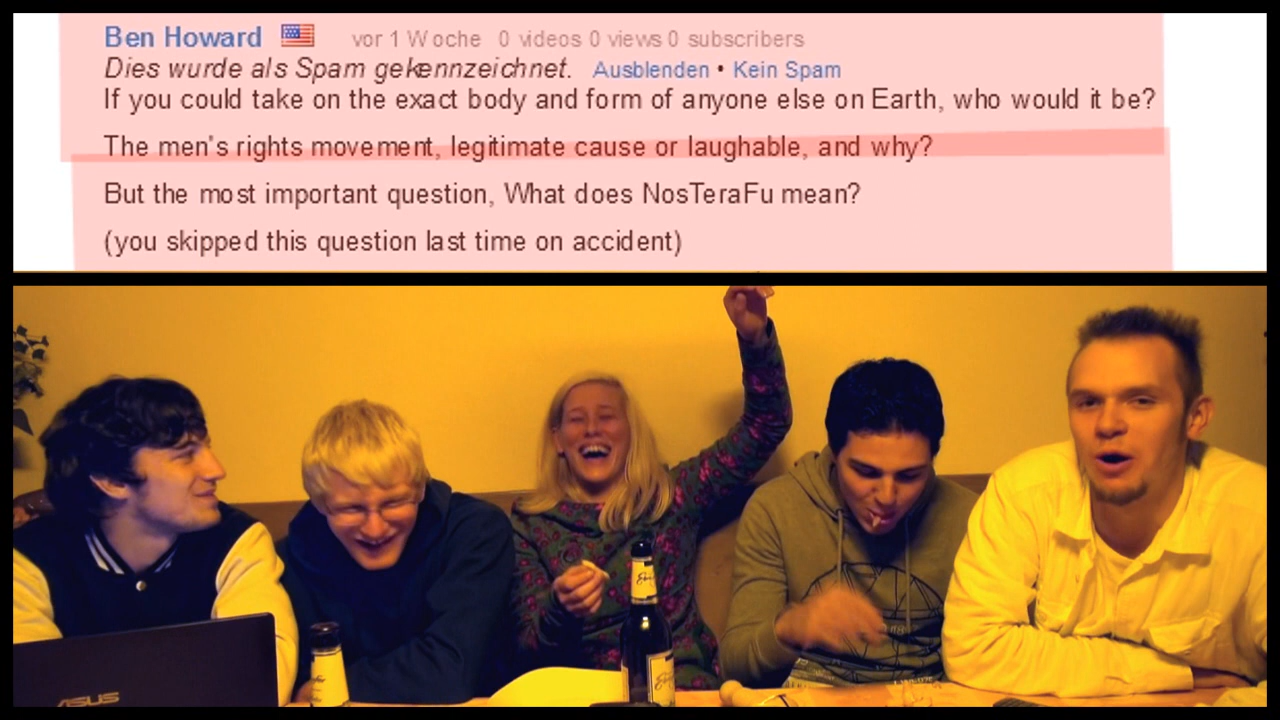 Ben Howard vor 1 Woche 0 videos 0 views 0 subscribers
Dies wurde als Spam gekennzeichnet. Ausblenden • Kein Spam
If you could take on the exact body and form of anyone else on Earth, who would it be?
The men's rights movement, legitimate cause or laughable, and why?
But the most important question, What does NosTeraFu mean?
(you skipped this question last time on accident)
ASUS